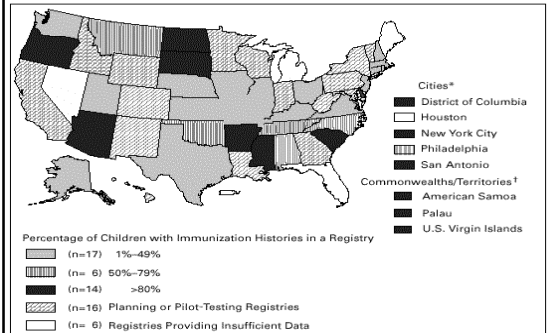 Cities*
District of Columbia
Houston
New York City
Philadelphia
San Antonio
Commonwealths/Territories†
American Samoa
Palau
U.S. Virgin Islands
Percentage of Children with Immunization Histories in a Registry
(n=17) 1%–49%
(n= 6) 50%–79%
(n=14) >80%
(n=16) Planning or Pilot-Testing Registries
(n= 6) Registries Providing Insufficient Data